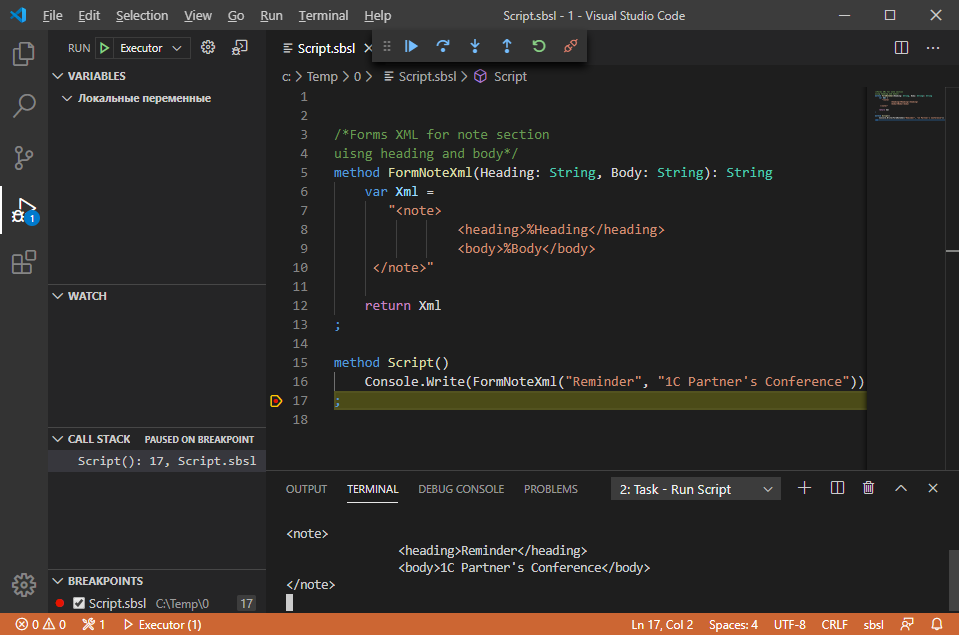 File Edit Selection View Go Run Terminal Help Script.sbsl - 1 - Visual Studio Code
RUN Executor
VARIABLES
Локальные переменные
WATCH
CALL STACK PAUSED ON BREAKPOINT
Script(): 17, Script.sbsl
BREAKPOINTS
Script.sbsl C:\Temp\0 17
1
Script.sbsl
c: > Temp > 0 > Script.sbsl > Script
1
2
3 /*Forms XML for note section
4 uisng heading and body*/
5 method FormNoteXml(Heading: String, Body: String): String
6 var Xml =
7 "<note>
8 <heading>%Heading</heading>
9 <body>%Body</body>
10 </note>"
11
12 return Xml
13 ;
14
15 method Script()
16 Console.Write(FormNoteXml("Reminder", "1C Partner's Conference"))
17 ;
18
OUTPUT TERMINAL DEBUG CONSOLE PROBLEMS 2: Task - Run Script
<note>
<heading>Reminder</heading>
<body>1C Partner's Conference</body>
</note>
0 0 1 Executor (1) Ln 17, Col 2 Spaces: 4 UTF-8 CRLF sbsl